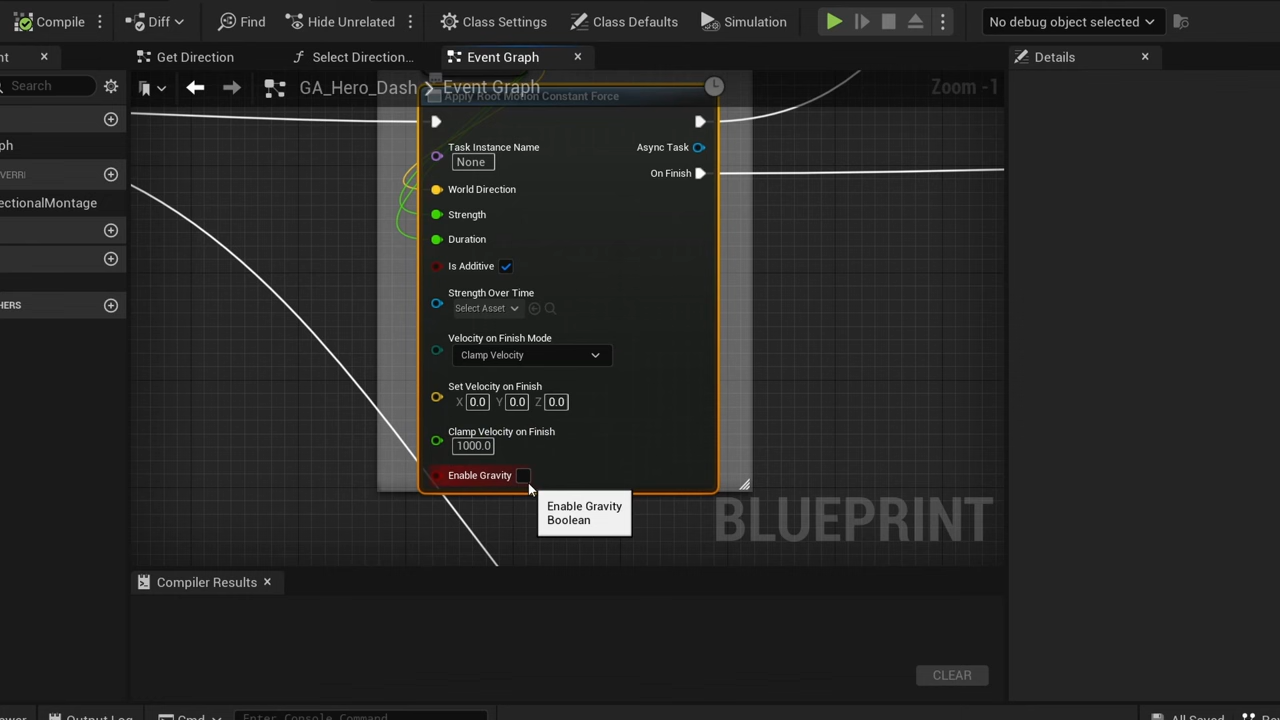 Compile
Diff
Find
Hide Unrelated
Class Settings
Class Defaults
Simulation
No debug object selected
nt
Get Direction
Select Direction...
Event Graph
Details
Search
GA_Hero_Dash
Event Graph
Zoom -1
Apply Root Motion Constant Force
ph
VERRI
ectionalMontage
HERS
Task Instance Name
None
Async Task
On Finish
World Direction
Strength
Duration
Is Additive
Strength Over Time
Select Asset
Velocity on Finish Mode
Clamp Velocity
Set Velocity on Finish
X 0.0 Y 0.0 Z 0.0
Clamp Velocity on Finish
1000.0
Enable Gravity
Enable Gravity
Boolean
BLUEPRINT
Compiler Results
CLEAR
Output Log
Cmd
Enter Console Command
All Saved